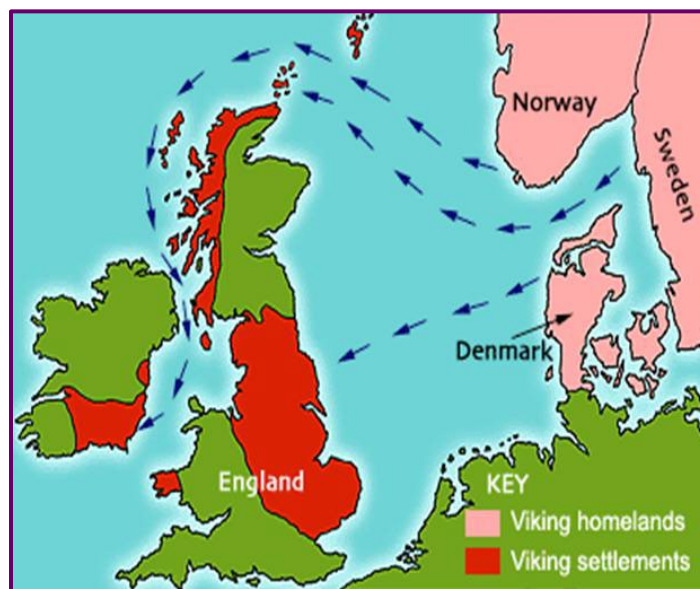 Norway
Sweden
Denmark
England
KEY
Viking homelands
Viking settlements